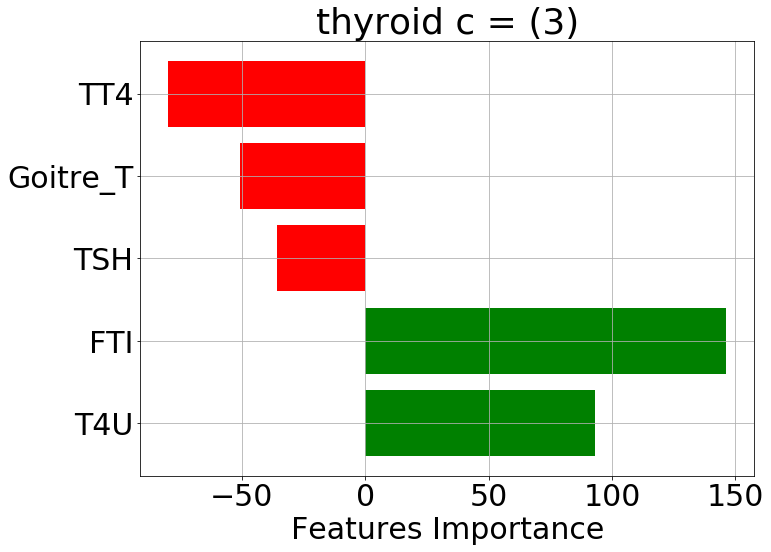 thyroid c = (3)
TT4
Goitre_T
TSH
FTI
T4U
−50 0 50 100 150
Features Importance